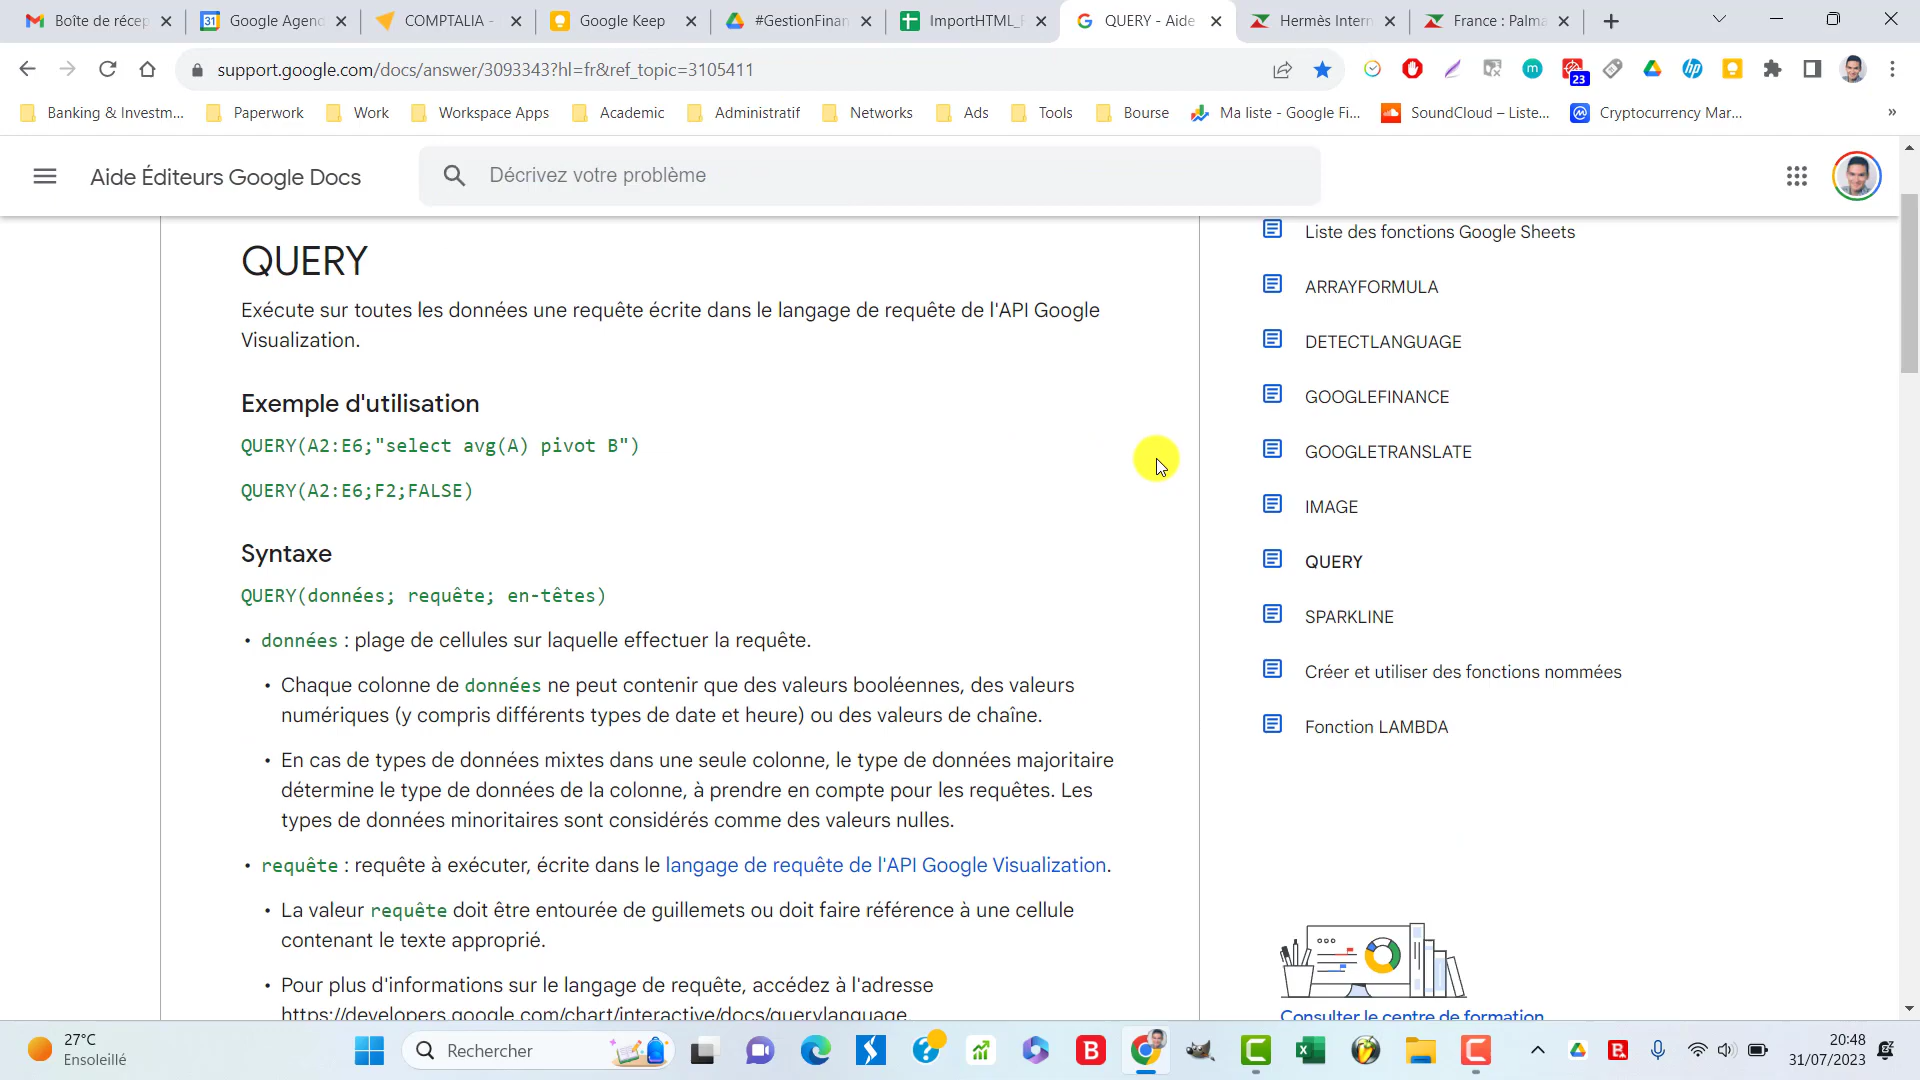 Boîte de récep
Google Agend
COMPTALIA -
Google Keep
#GestionFinan
ImportHTML_F
QUERY - Aide
Hermès Intern
France : Palma
support.google.com/docs/answer/3093343?hl=fr&ref_topic=3105411
23
Banking & Investm...
Paperwork
Work
Workspace Apps
Academic
Administratif
Networks
Ads
Tools
Bourse
Ma liste - Google Fi...
SoundCloud – Liste...
Cryptocurrency Mar...
»
Aide Éditeurs Google Docs
Décrivez votre problème
QUERY
Exécute sur toutes les données une requête écrite dans le langage de requête de l'API Google
Visualization.
Exemple d'utilisation
QUERY(A2:E6;"select avg(A) pivot B")
QUERY(A2:E6;F2;FALSE)
Syntaxe
QUERY(données; requête; en-têtes)
• données : plage de cellules sur laquelle effectuer la requête.
• Chaque colonne de données ne peut contenir que des valeurs booléennes, des valeurs
numériques (y compris différents types de date et heure) ou des valeurs de chaîne.
• En cas de types de données mixtes dans une seule colonne, le type de données majoritaire
détermine le type de données de la colonne, à prendre en compte pour les requêtes. Les
types de données minoritaires sont considérés comme des valeurs nulles.
• requête : requête à exécuter, écrite dans le langage de requête de l'API Google Visualization.
• La valeur requête doit être entourée de guillemets ou doit faire référence à une cellule
contenant le texte approprié.
• Pour plus d'informations sur le langage de requête, accédez à l'adresse
https://developers.google.com/chart/interactive/docs/querylanguage
Liste des fonctions Google Sheets
ARRAYFORMULA
DETECTLANGUAGE
GOOGLEFINANCE
GOOGLETRANSLATE
IMAGE
QUERY
SPARKLINE
Créer et utiliser des fonctions nommées
Fonction LAMBDA
Consulter le centre de formation
27°C
Ensoleillé
Rechercher
20:48
31/07/2023